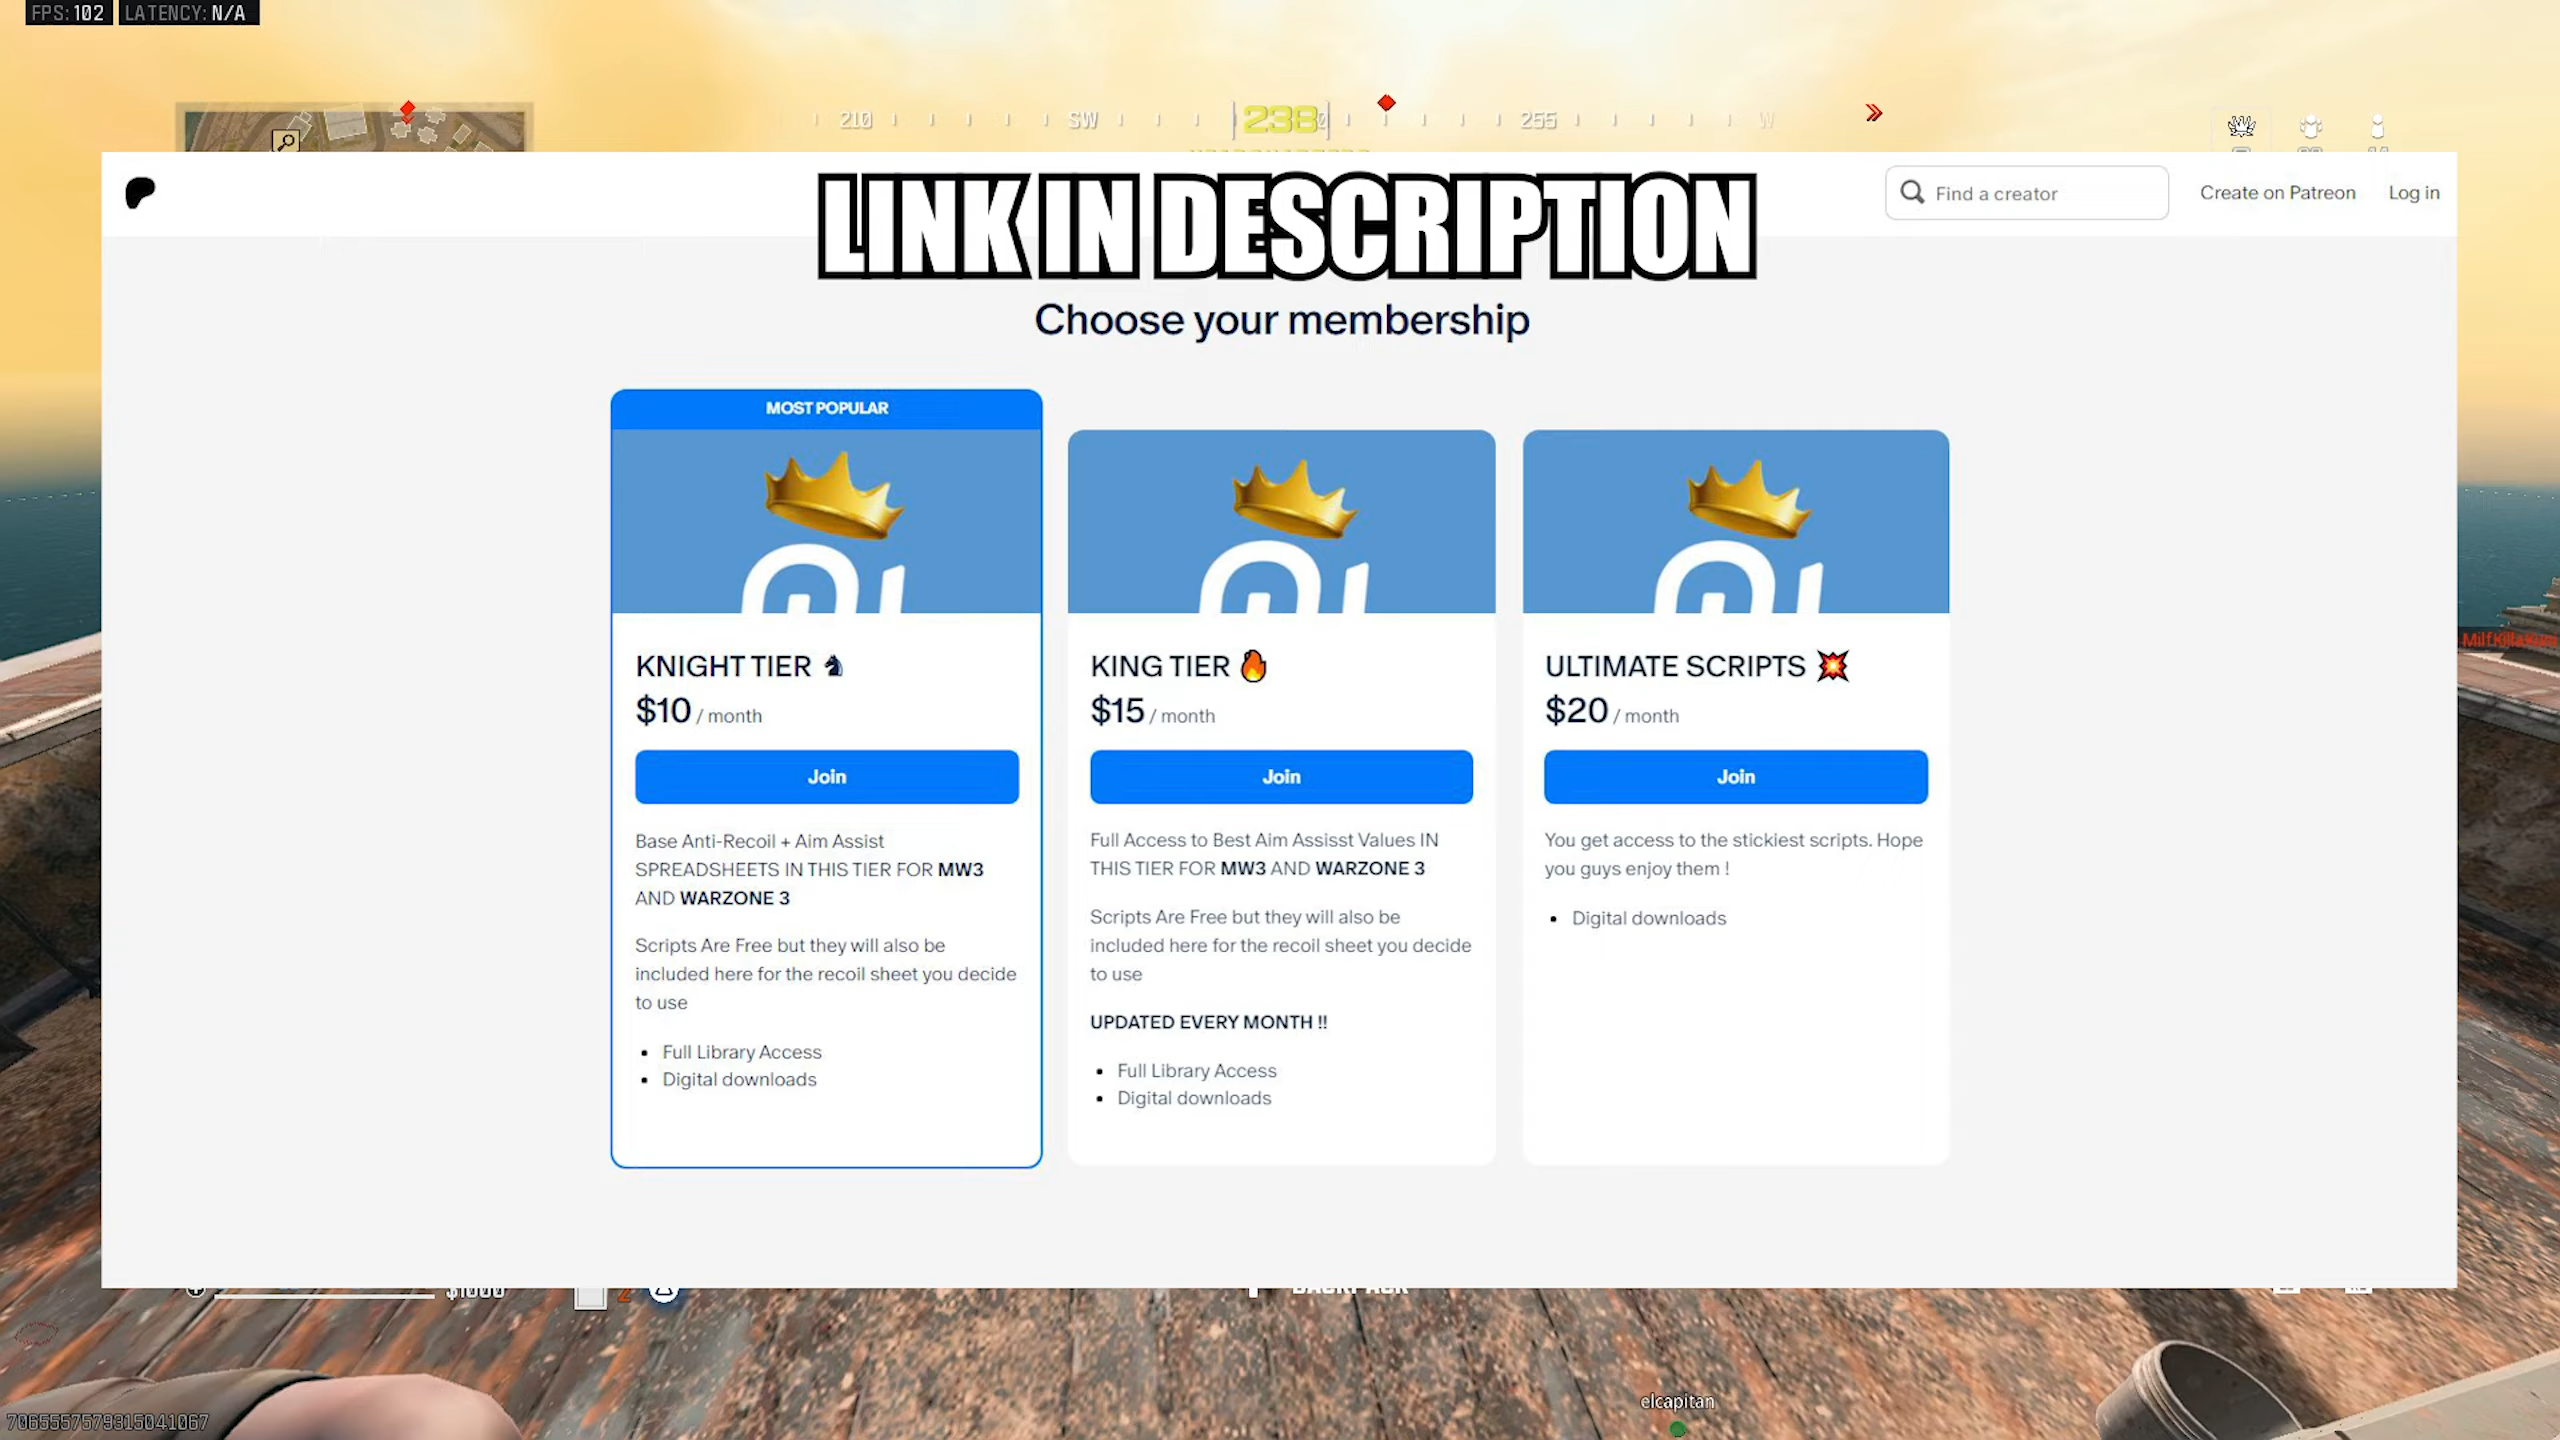 FPS: 102 LATENCY: N/A
210 SW 238 255 W
LINK IN DESCRIPTION
Find a creator
Create on Patreon
Log in
Choose your membership
MOST POPULAR
KNIGHT TIER
$10 / month
Join
Base Anti-Recoil + Aim Assist
SPREADSHEETS IN THIS TIER FOR MW3
AND WARZONE 3
Scripts Are Free but they will also be
included here for the recoil sheet you decide
to use
• Full Library Access
• Digital downloads
KING TIER
$15 / month
Join
Full Access to Best Aim Assisst Values IN
THIS TIER FOR MW3 AND WARZONE 3
Scripts Are Free but they will also be
included here for the recoil sheet you decide
to use
UPDATED EVERY MONTH !!
• Full Library Access
• Digital downloads
ULTIMATE SCRIPTS
$20 / month
Join
You get access to the stickiest scripts. Hope
you guys enjoy them !
• Digital downloads
$1000
BACKPACK
elcapitan